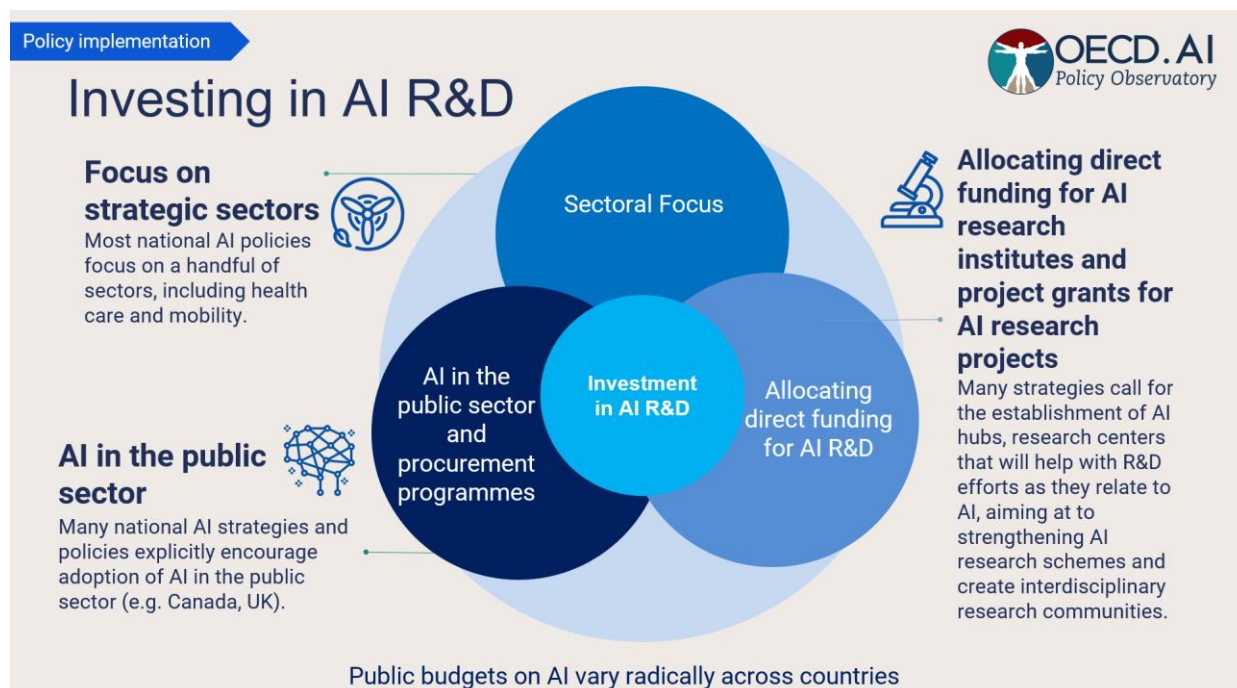 Policy implementation
OECD.AI
Policy Observatory
Investing in AI R&D
Focus on
strategic sectors
Most national AI policies
focus on a handful of
sectors, including health
care and mobility.
AI in the public
sector
Many national AI strategies and
policies explicitly encourage
adoption of AI in the public
sector (e.g. Canada, UK).
Sectoral Focus
AI in the
public sector
and
procurement
programmes
Investment
in AI R&D
Allocating
direct funding
for AI R&D
Allocating direct
funding for AI
research
institutes and
project grants for
AI research
projects
Many strategies call for
the establishment of AI
hubs, research centers
that will help with R&D
efforts as they relate to
AI, aiming at to
strengthening AI
research schemes and
create interdisciplinary
research communities.
Public budgets on AI vary radically across countries